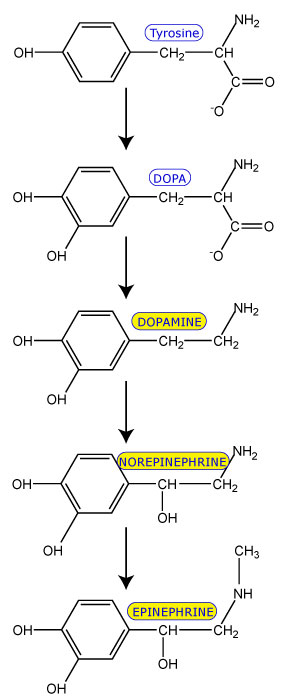 Tyrosine
NH2
OH
CH2
CH
C
O
-O
DOPA
NH2
OH
CH2
CH
C
O
OH
-O
DOPAMINE
NH2
OH
CH2
CH2
OH
NOREPINEPHRINE
NH2
OH
CH
CH2
OH
OH
CH3
NH
EPINEPHRINE
OH
CH
CH2
OH
OH